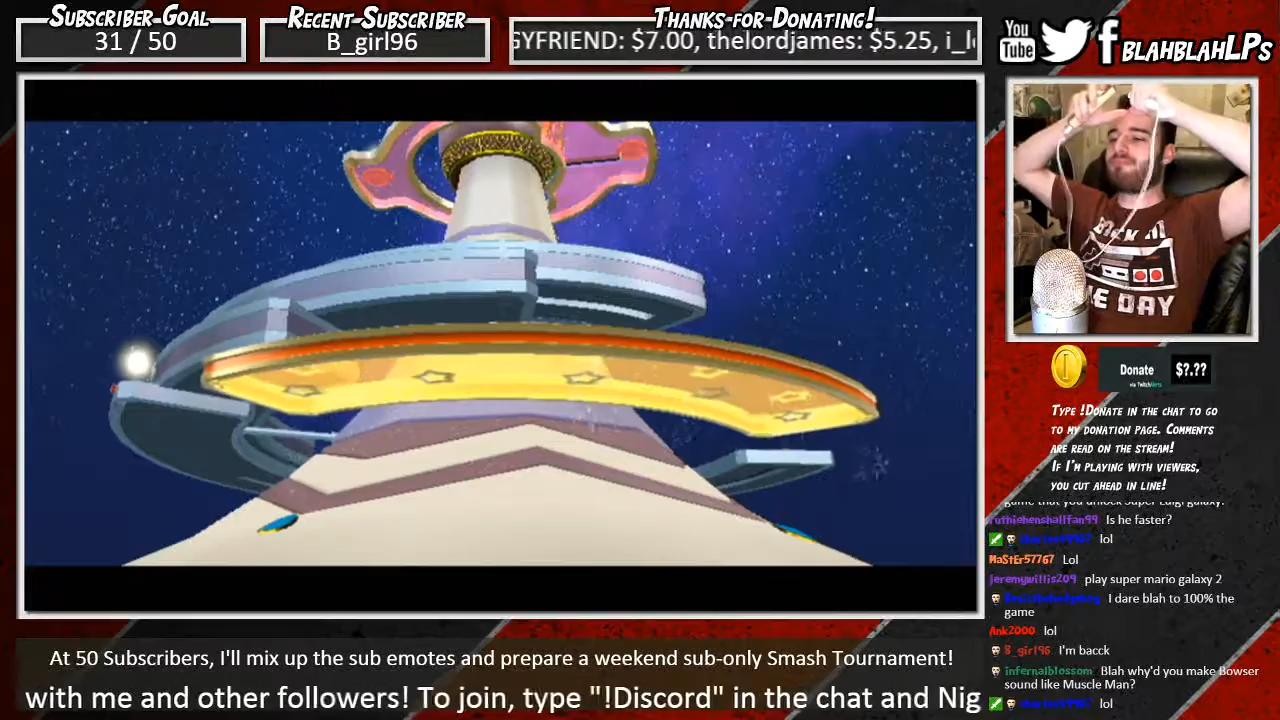 Subscriber Goal
31 / 50
Recent Subscriber
B_girl96
Thanks for Donating!
GYFRIEND: $7.00, thelordjames: $5.25, i_l
You Tube
f
BLAHBLAHLPs
GAME DAY
Donate
$?.??
Type !Donate in the chat to go
to my donation page. Comments
are read on the stream!
If I'm playing with viewers,
you cut ahead in line!
game that you unlock Super Luigi galaxy.
ruthiehenshallfan99 Is he faster?
lol
MaStEr57767 Lol
jeremywillis209 play super mario galaxy 2
I dare blah to 100% the
game
Ank2000 lol
B_girl96 I'm bacck
infernalblossom Blah why'd you make Bowser
sound like Muscle Man?
lol
At 50 Subscribers, I'll mix up the sub emotes and prepare a weekend sub-only Smash Tournament!
with me and other followers! To join, type "!Discord" in the chat and Nig